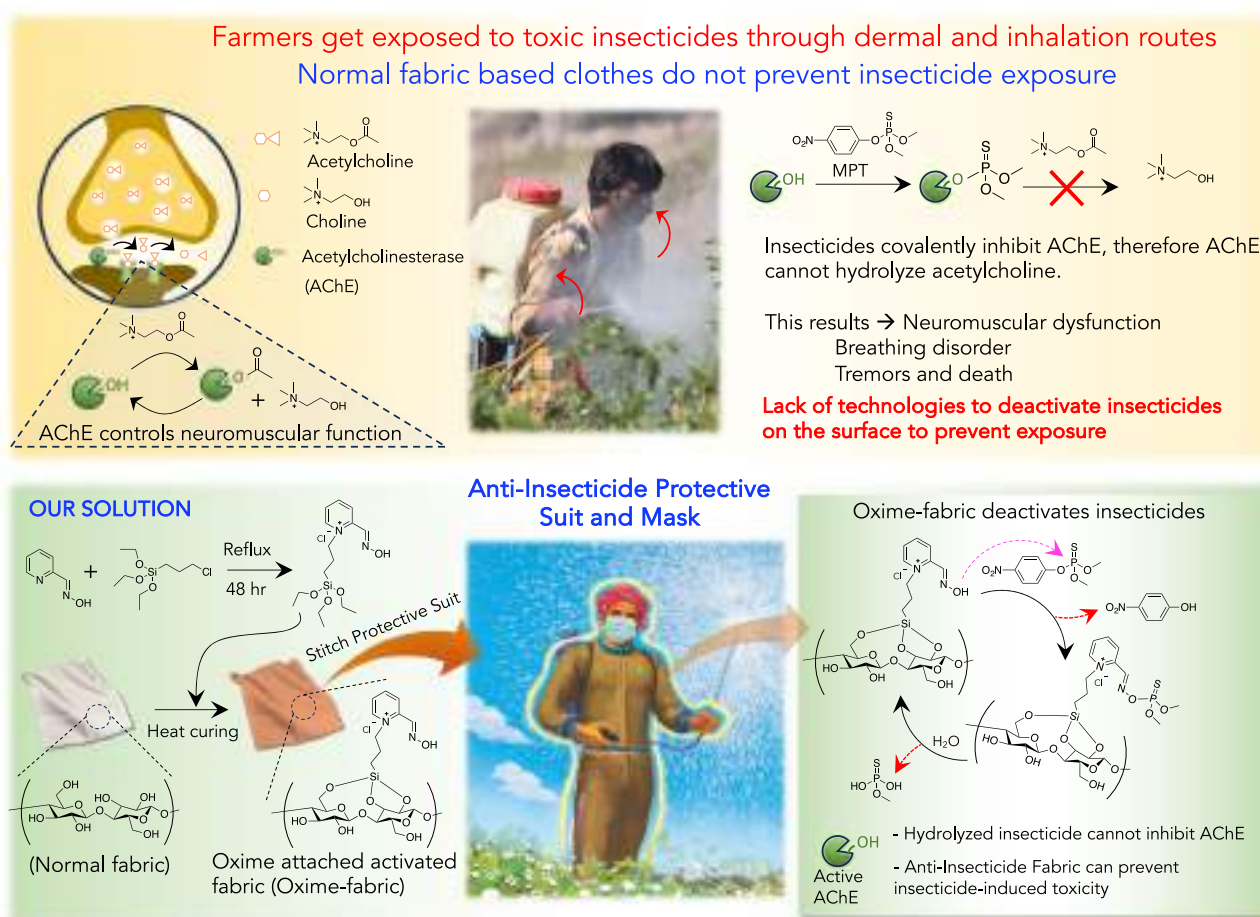 Farmers get exposed to toxic insecticides through dermal and inhalation routes
Normal fabric based clothes do not prevent insecticide exposure
Acetylcholine
Choline
Acetylcholinesterase
(AChE)
AChE controls neuromuscular function
MPT
Insecticides covalently inhibit AChE, therefore AChE
cannot hydrolyze acetylcholine.
This results → Neuromuscular dysfunction
Breathing disorder
Tremors and death
Lack of technologies to deactivate insecticides
on the surface to prevent exposure
OUR SOLUTION
Reflux
48 hr
Heat curing
Stitch Protective Suit
(Normal fabric)
Oxime attached activated
fabric (Oxime-fabric)
Anti-Insecticide Protective
Suit and Mask
Oxime-fabric deactivates insecticides
H₂O
Active
AChE
- Hydrolyzed insecticide cannot inhibit AChE
- Anti-Insecticide Fabric can prevent
insecticide-induced toxicity